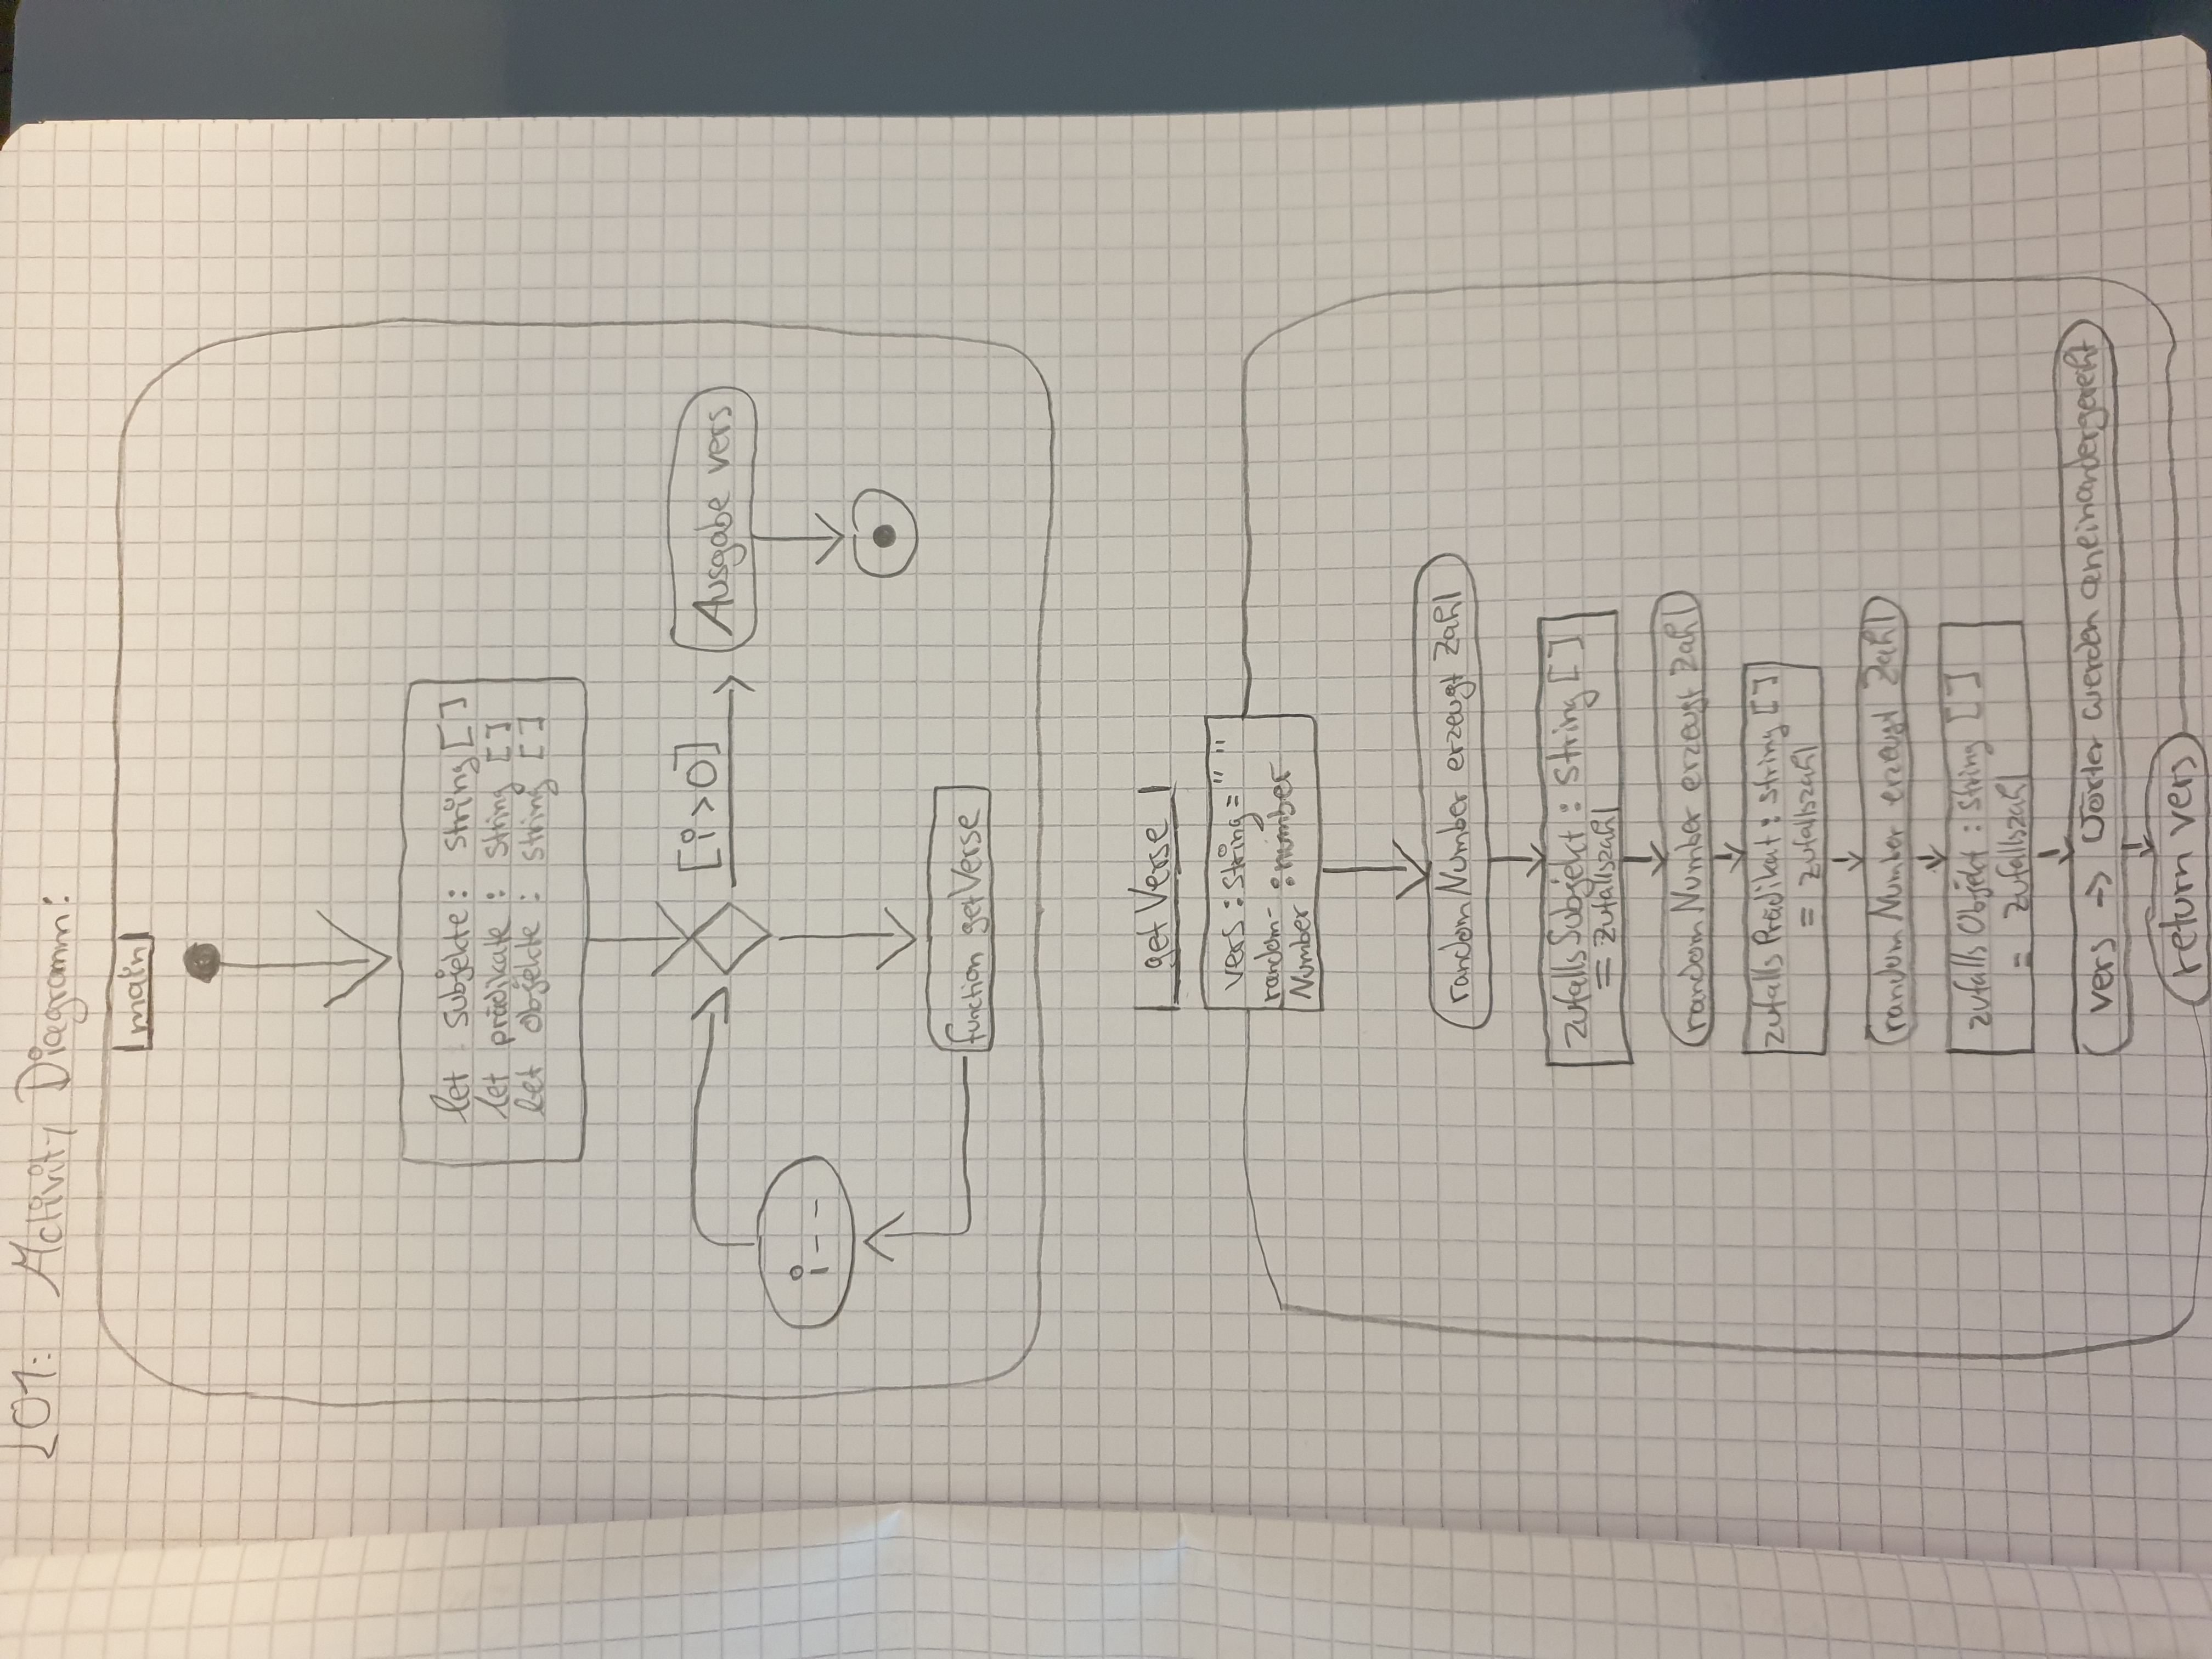 L01: Activity Diagramm:
main
let subjekte: string []
let prädikate: string []
let objekte: string []
[i>0]
Ausgabe vers
i--
function getVerse
getVerse
vers: string = " "
random- : number
Number
randomNumber erzeugt Zahl
zufallsSubjekt: string []
= Zufallszahl
randomNumber erzeugt Zahl
zufallsPrädikat: string []
= zufallszahl
randomNumber erzeugt Zahl
zufallsObjekt: string []
= Zufallszahl
vers => Wörter werden aneinandergereiht
return vers